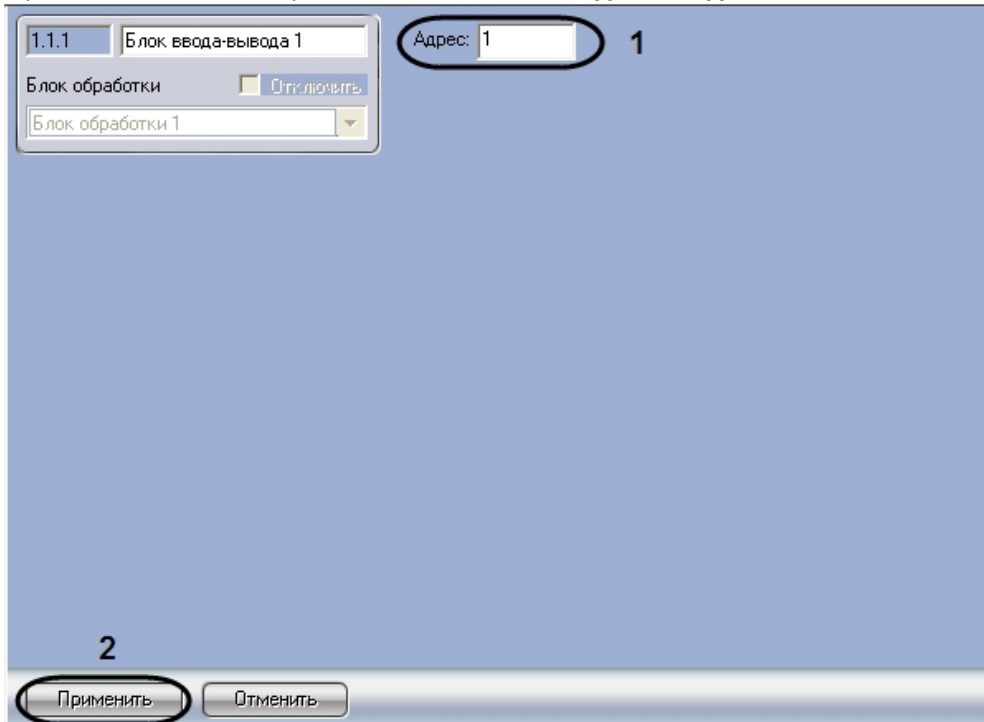 1.1.1 Блок ввода-вывода 1 Адрес: 1 1
Блок обработки Отключить
Блок обработки 1
2
Применить Отменить